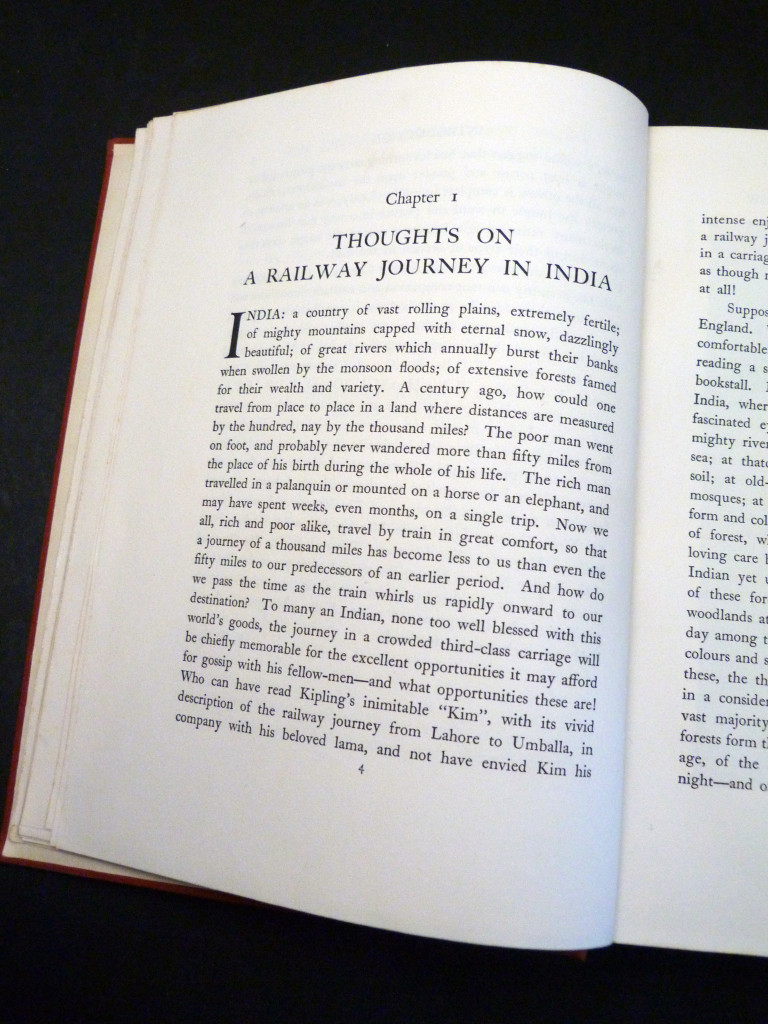 Chapter 1
THOUGHTS ON
A RAILWAY JOURNEY IN INDIA
INDIA: a country of vast rolling plains, extremely fertile;
of mighty mountains capped with eternal snow, dazzlingly
beautiful; of great rivers which annually burst their banks
when swollen by the monsoon floods; of extensive forests famed
for their wealth and variety. A century ago, how could one
travel from place to place in a land where distances are measured
by the hundred, nay by the thousand miles? The poor man went
on foot, and probably never wandered more than fifty miles from
the place of his birth during the whole of his life. The rich man
travelled in a palanquin or mounted on a horse or an elephant, and
may have spent weeks, even months, on a single trip. Now we
all, rich and poor alike, travel by train in great comfort, so that
a journey of a thousand miles has become less to us than even the
fifty miles to our predecessors of an earlier period. And how do
we pass the time as the train whirls us rapidly onward to our
destination? To many an Indian, none too well blessed with this
world's goods, the journey in a crowded third-class carriage will
be chiefly memorable for the excellent opportunities it may afford
for gossip with his fellow-men—and what opportunities these are!
Who can have read Kipling's inimitable "Kim", with its vivid
description of the railway journey from Lahore to Umballa, in
company with his beloved lama, and not have envied Kim his
4
intense
a railway
in a
as though
at all!
England.
comfortable
reading a
bookstall.
India,
fascinated
mighty
sea; at
soil; at
mosques; at
form and
of forest,
loving care
Indian yet
of these
woodlands
day among
colours and
these, the
in a
vast
forests form
age, of the
night—and